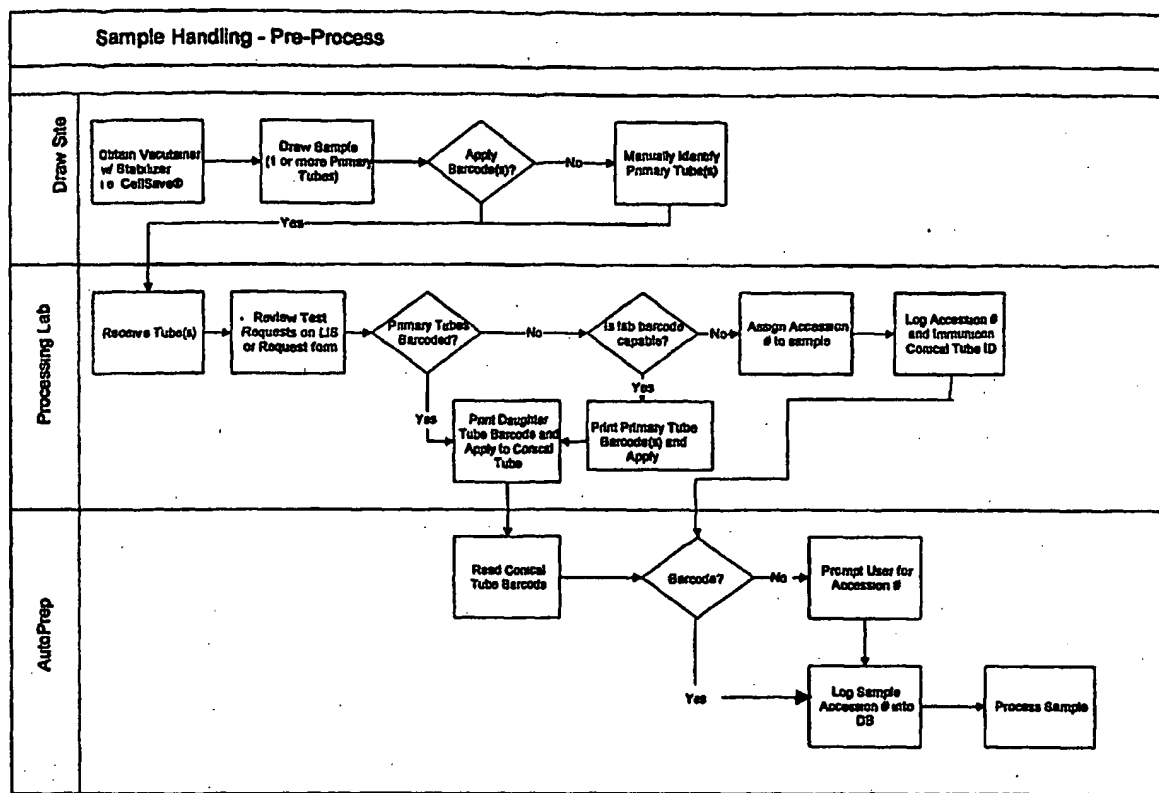 Sample Handling - Pre-Process
Draw Site
Obtain Vacutainer
w/ Stabilizer
i.e. CellSave®
Draw Sample
(1 or more Primary
Tubes)
Apply
Barcode(s)?
No
Manually Identify
Primary Tube(s)
Yes
Processing Lab
Receive Tube(s)
Review Test
Requests on LIS
or Request form
Primary Tubes
Barcoded?
No
Is lab barcode
capable?
No
Assign Accession
# to sample
Log Accession #
and Immunicon
Conical Tube ID
Yes
Yes
Print Daughter
Tube Barcode and
Apply to Conical
Tube
Print Primary Tube
Barcode(s) and
Apply
AutoPrep
Read Conical
Tube Barcode
Barcode?
No
Prompt User for
Accession #
Yes
Log Sample
Accession # into
DB
Process Sample